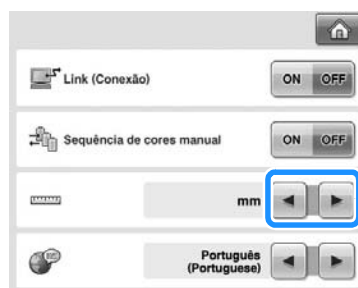 Link (Conexão)
ON OFF
Sequência de cores manual
ON OFF
mm
Português
(Portuguese)